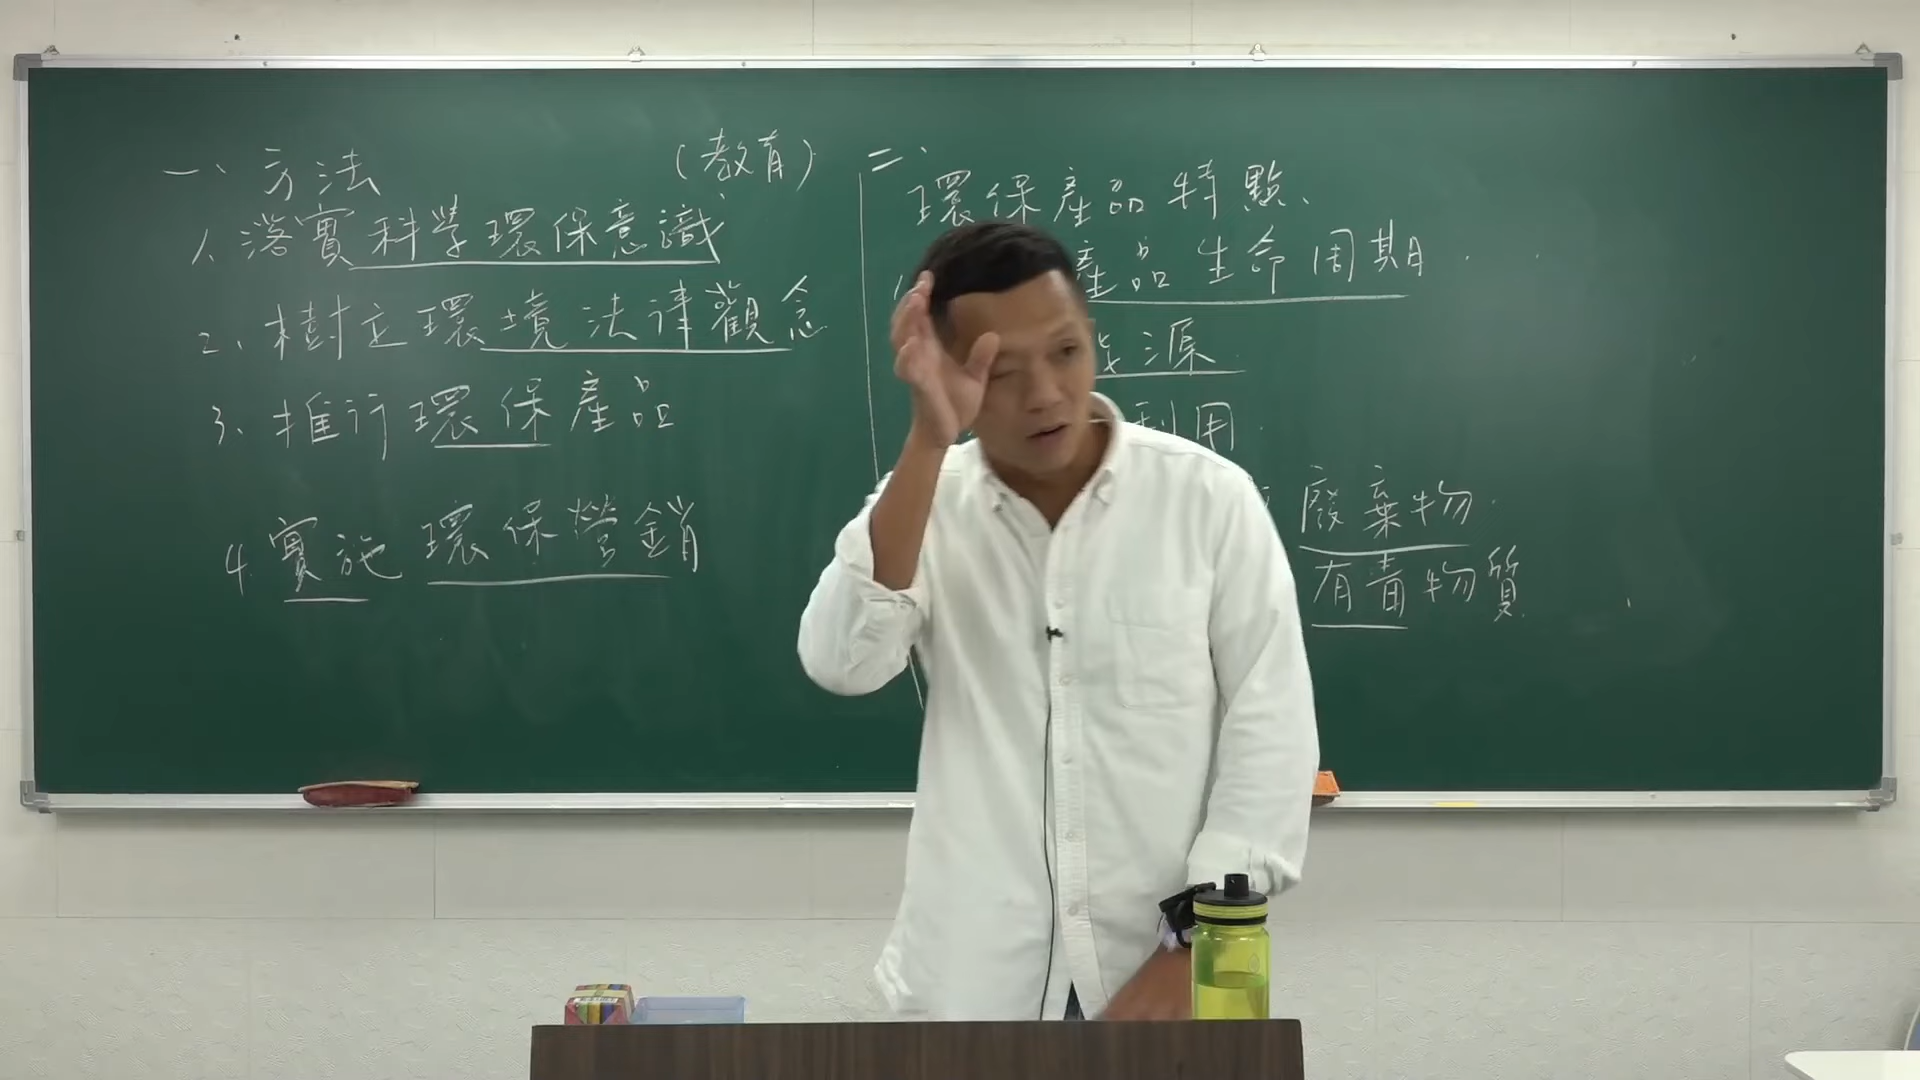 一、方法 (教育)
1、落實科學環保意識
2、樹立環境法律觀念
3、推行環保產品
4.實施環保營銷
二、
環保產品特點、
產品生命周期.
源.
利用.
廢棄物.
有毒物質